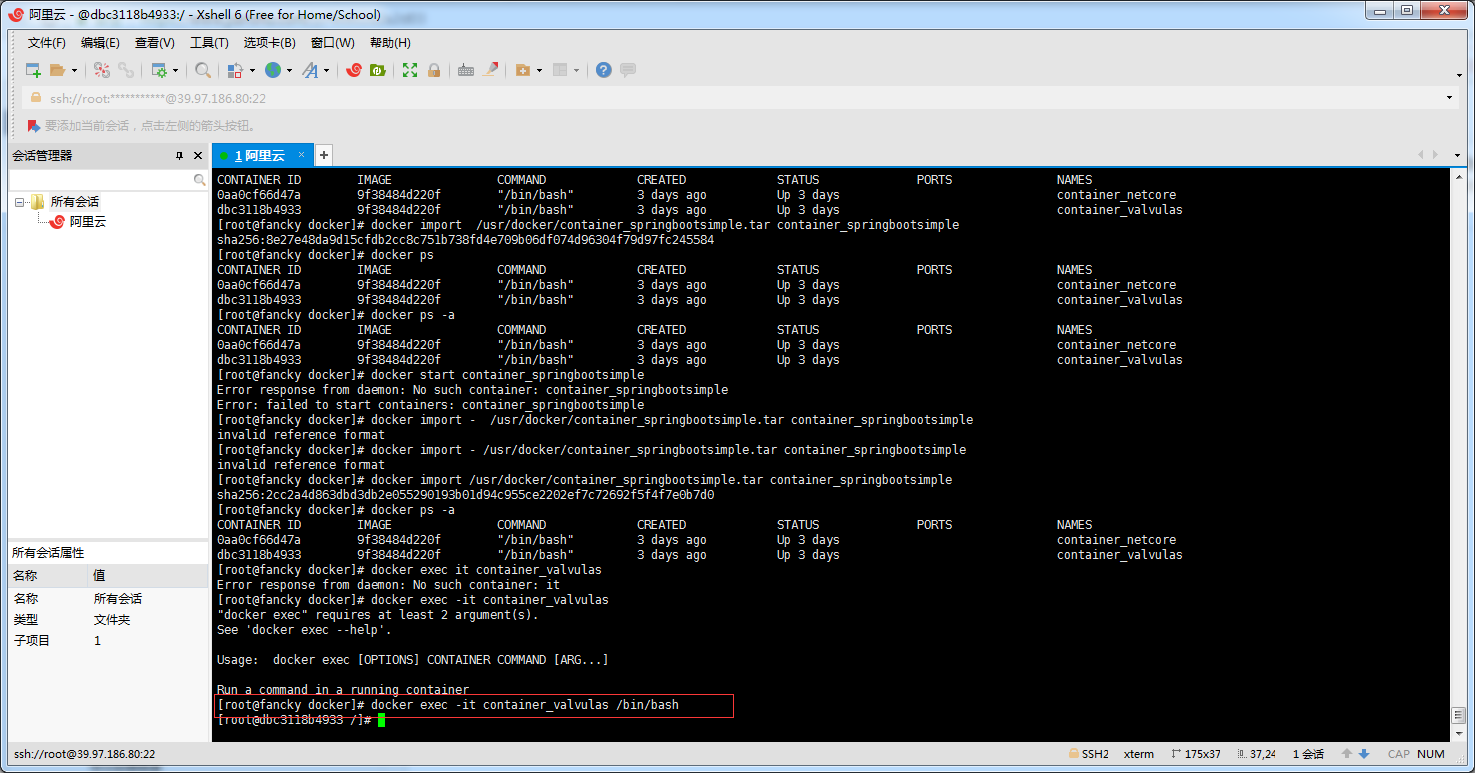 阿里云 - @dbc3118b4933:/ - Xshell 6 (Free for Home/School)
文件(F) 编辑(E) 查看(V) 工具(T) 选项卡(B) 窗口(W) 帮助(H)
ssh://root:***********@39.97.186.80:22
要添加当前会话，点击左侧的箭头按钮。
会话管理器
所有会话
阿里云
所有会话属性
名称 值
名称 所有会话
类型 文件夹
子项目 1
1 阿里云 × +
CONTAINER ID IMAGE COMMAND CREATED STATUS PORTS NAMES
0aa0cf66d47a 9f38484d220f "/bin/bash" 3 days ago Up 3 days container_netcore
dbc3118b4933 9f38484d220f "/bin/bash" 3 days ago Up 3 days container_valvulas
[root@fancky docker]# docker import  /usr/docker/container_springbootsimple.tar container_springbootsimple
sha256:8e27e48da9d15cfdb2cc8c751b738fd4e709b06df074d96304f79d97fc245584
[root@fancky docker]# docker ps
CONTAINER ID IMAGE COMMAND CREATED STATUS PORTS NAMES
0aa0cf66d47a 9f38484d220f "/bin/bash" 3 days ago Up 3 days container_netcore
dbc3118b4933 9f38484d220f "/bin/bash" 3 days ago Up 3 days container_valvulas
[root@fancky docker]# docker ps -a
CONTAINER ID IMAGE COMMAND CREATED STATUS PORTS NAMES
0aa0cf66d47a 9f38484d220f "/bin/bash" 3 days ago Up 3 days container_netcore
dbc3118b4933 9f38484d220f "/bin/bash" 3 days ago Up 3 days container_valvulas
[root@fancky docker]# docker start container_springbootsimple
Error response from daemon: No such container: container_springbootsimple
Error: failed to start containers: container_springbootsimple
[root@fancky docker]# docker import -  /usr/docker/container_springbootsimple.tar container_springbootsimple
invalid reference format
[root@fancky docker]# docker import - /usr/docker/container_springbootsimple.tar container_springbootsimple
invalid reference format
[root@fancky docker]# docker import /usr/docker/container_springbootsimple.tar container_springbootsimple
sha256:2cc2a4d863dbd3db2e055290193b01d94c955ce2202ef7c72692f5f4f7e0b7d0
[root@fancky docker]# docker ps -a
CONTAINER ID IMAGE COMMAND CREATED STATUS PORTS NAMES
0aa0cf66d47a 9f38484d220f "/bin/bash" 3 days ago Up 3 days container_netcore
dbc3118b4933 9f38484d220f "/bin/bash" 3 days ago Up 3 days container_valvulas
[root@fancky docker]# docker exec it container_valvulas
Error response from daemon: No such container: it
[root@fancky docker]# docker exec -it container_valvulas
"docker exec" requires at least 2 argument(s).
See 'docker exec --help'.
Usage:  docker exec [OPTIONS] CONTAINER COMMAND [ARG...]
Run a command in a running container
[root@fancky docker]# docker exec -it container_valvulas /bin/bash
[root@dbc3118b4933 /]#
ssh://root@39.97.186.80:22 SSH2 xterm 175x37 37,24 1 会话 CAP NUM